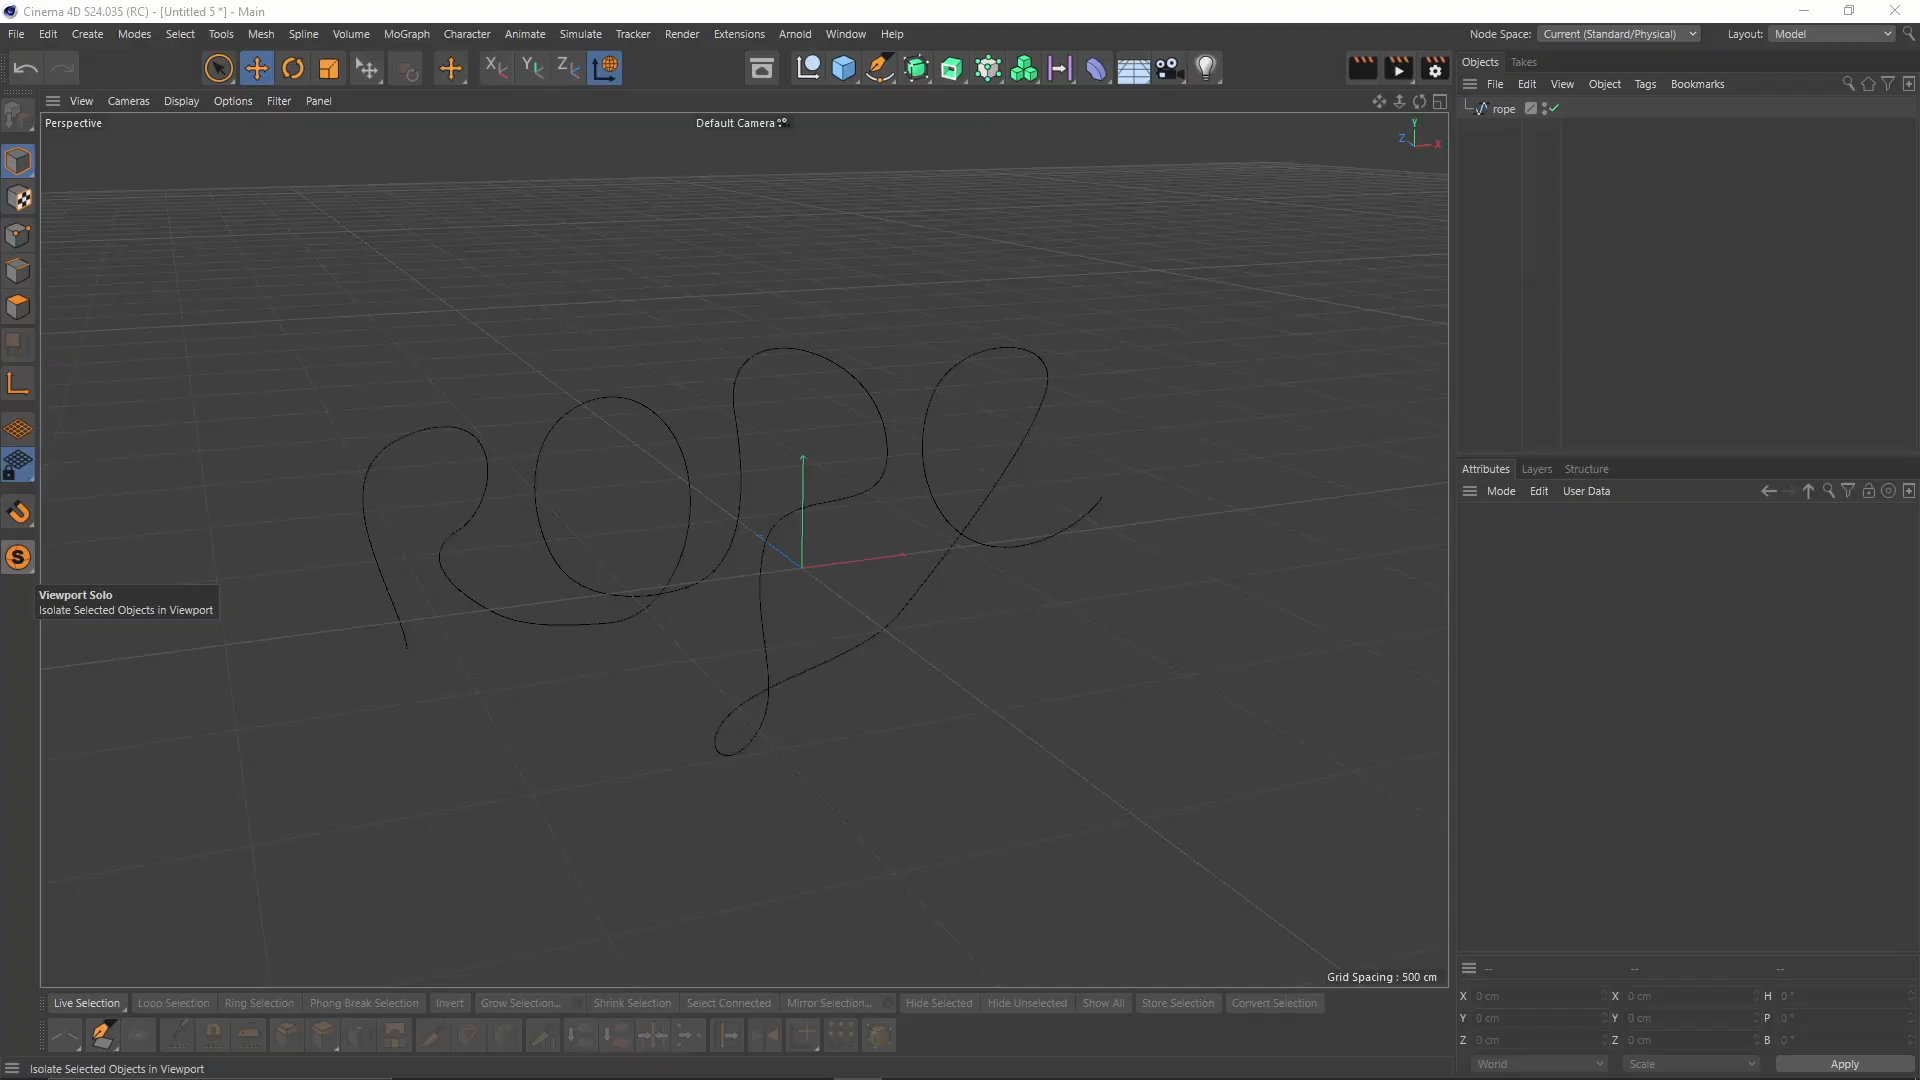 Cinema 4D S24.035 (RC) - [Untitled 5 *] - Main
File Edit Create Modes Select Tools Mesh Spline Volume MoGraph Character Animate Simulate Tracker Render Extensions Arnold Window Help
Node Space: Current (Standard/Physical) Layout: Model
X Y Z
Objects Takes
File Edit View Object Tags Bookmarks
View Cameras Display Options Filter Panel
rope
Perspective
Default Camera
Y
Z X
rope
Attributes Layers Structure
Mode Edit User Data
S
Viewport Solo
Isolate Selected Objects in Viewport
Grid Spacing : 500 cm
-- -- --
Live Selection Loop Selection Ring Selection Phong Break Selection Invert Grow Selection... Shrink Selection Select Connected Mirror Selection... Hide Selected Hide Unselected Show All Store Selection Convert Selection
X 0 cm X 0 cm H 0 °
Y 0 cm Y 0 cm P 0 °
Z 0 cm Z 0 cm B 0 °
World Scale Apply
Isolate Selected Objects in Viewport